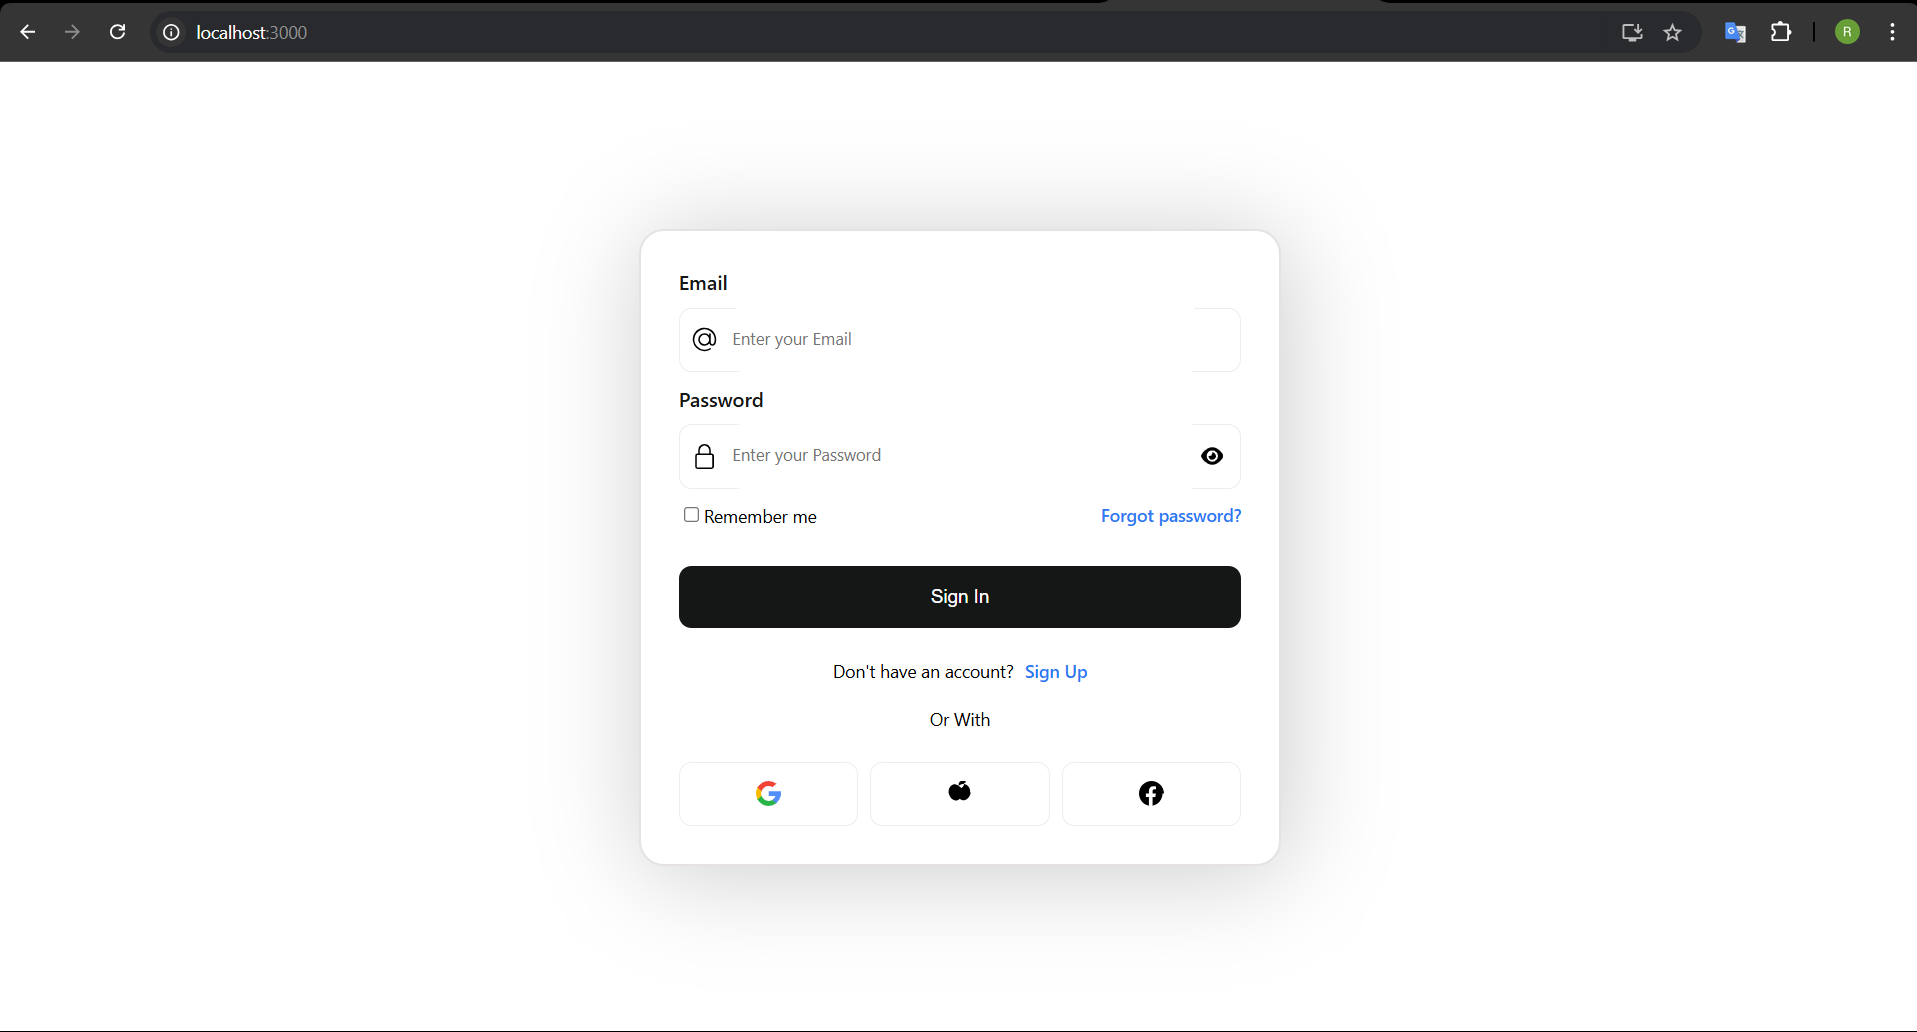 localhost:3000
R
Email
Enter your Email
Password
Enter your Password
Remember me
Forgot password?
Sign In
Don't have an account? Sign Up
Or With